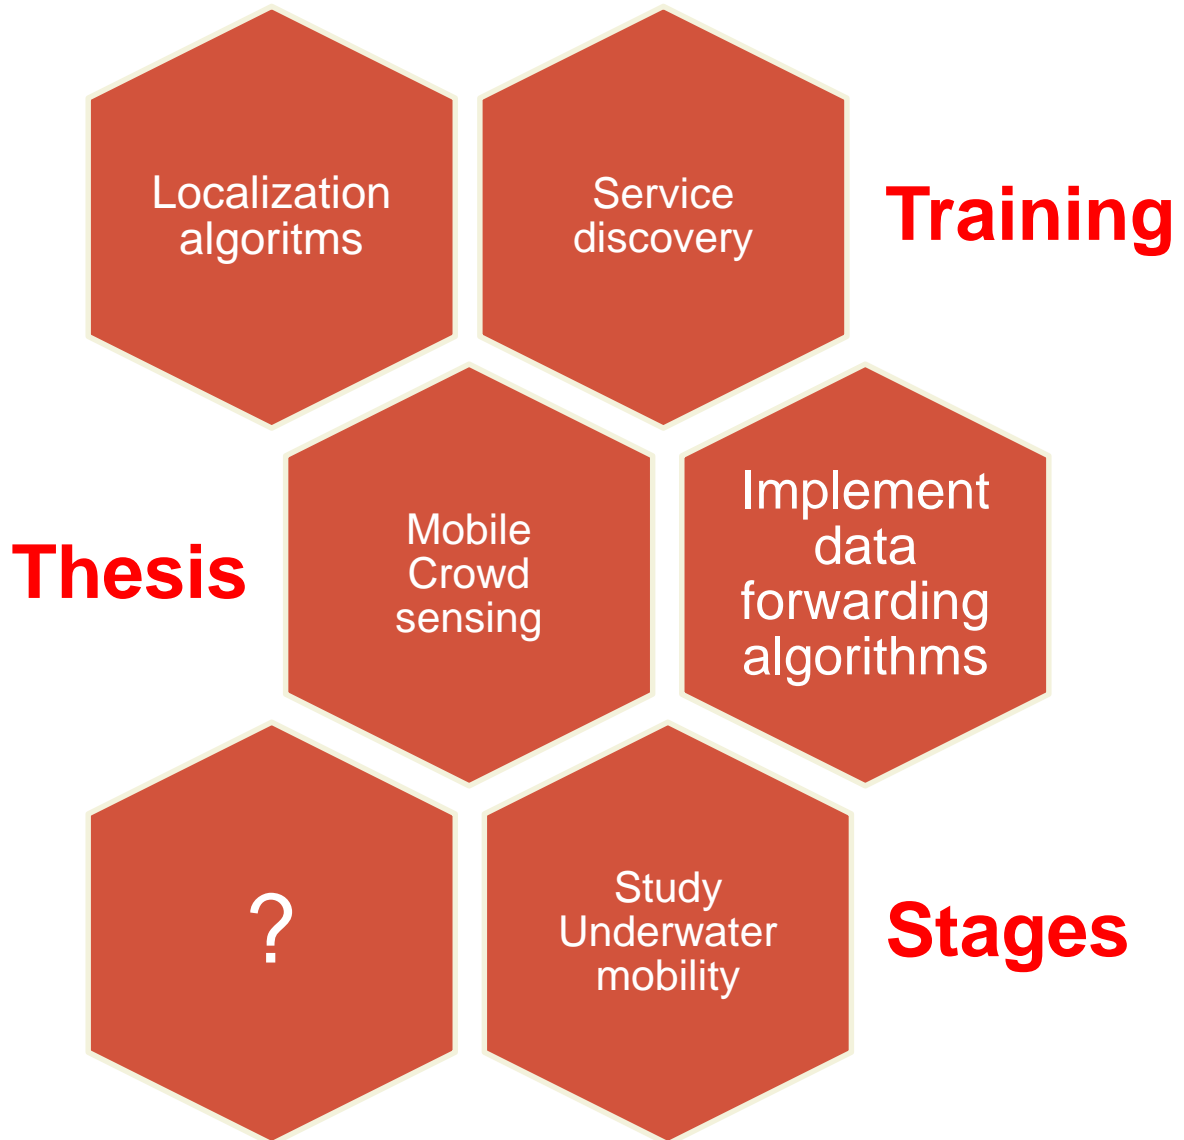 Localization
algoritms
Service
discovery
Training
Thesis
Mobile
Crowd
sensing
Implement
data
forwarding
algorithms
?
Study
Underwater
mobility
Stages